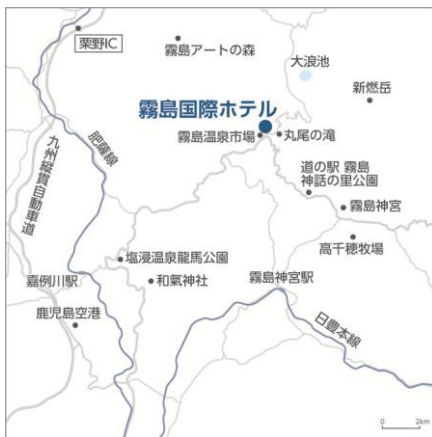 栗野IC
霧島アートの森
大浪池
新燃岳
霧島国際ホテル
霧島温泉市場
丸尾の滝
肥薩線
九州縦貫自動車道
道の駅 霧島
神話の里公園
霧島神宮
高千穂牧場
塩浸温泉龍馬公園
嘉例川駅
和氣神社
霧島神宮駅
鹿児島空港
日豊本線
0 2km